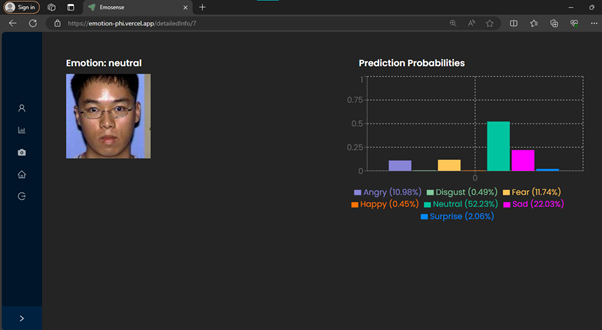 Sign in
Emosense
https://emotion-phi.vercel.app/detailedInfo/7
Emotion: neutral
Prediction Probabilities
1
0.75
0.5
0.25
0
0
Angry (10.98%) Disgust (0.49%) Fear (11.74%)
Happy (0.45%) Neutral (52.23%) Sad (22.03%)
Surprise (2.06%)